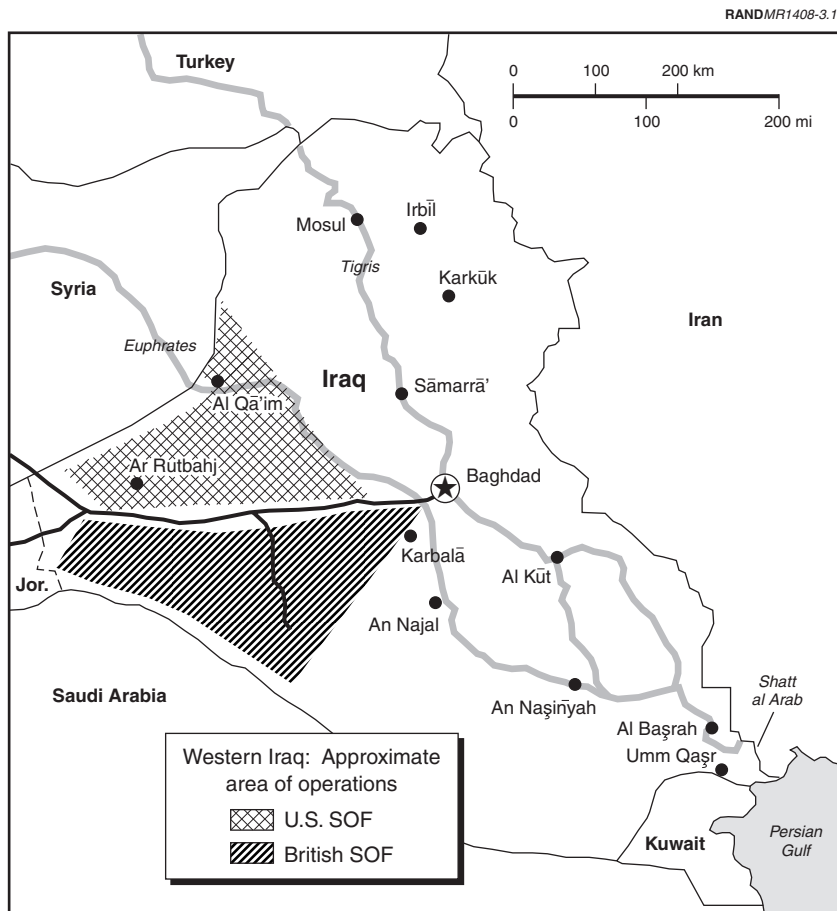 RANDMR1408-3.1
Turkey
0 100 200 km
0 100 200 mi
Mosul
Irbīl
Tigris
Karkūk
Syria
Iran
Euphrates
Iraq
Sāmarrā'
Al Qā'im
Ar Rutbahj
Baghdad
Karbalā
Al Kūt
Jor.
An Najal
Saudi Arabia
An Naşinīyah
Shatt
al Arab
Al Başrah
Umm Qaşr
Western Iraq: Approximate
area of operations
U.S. SOF
British SOF
Kuwait
Persian
Gulf